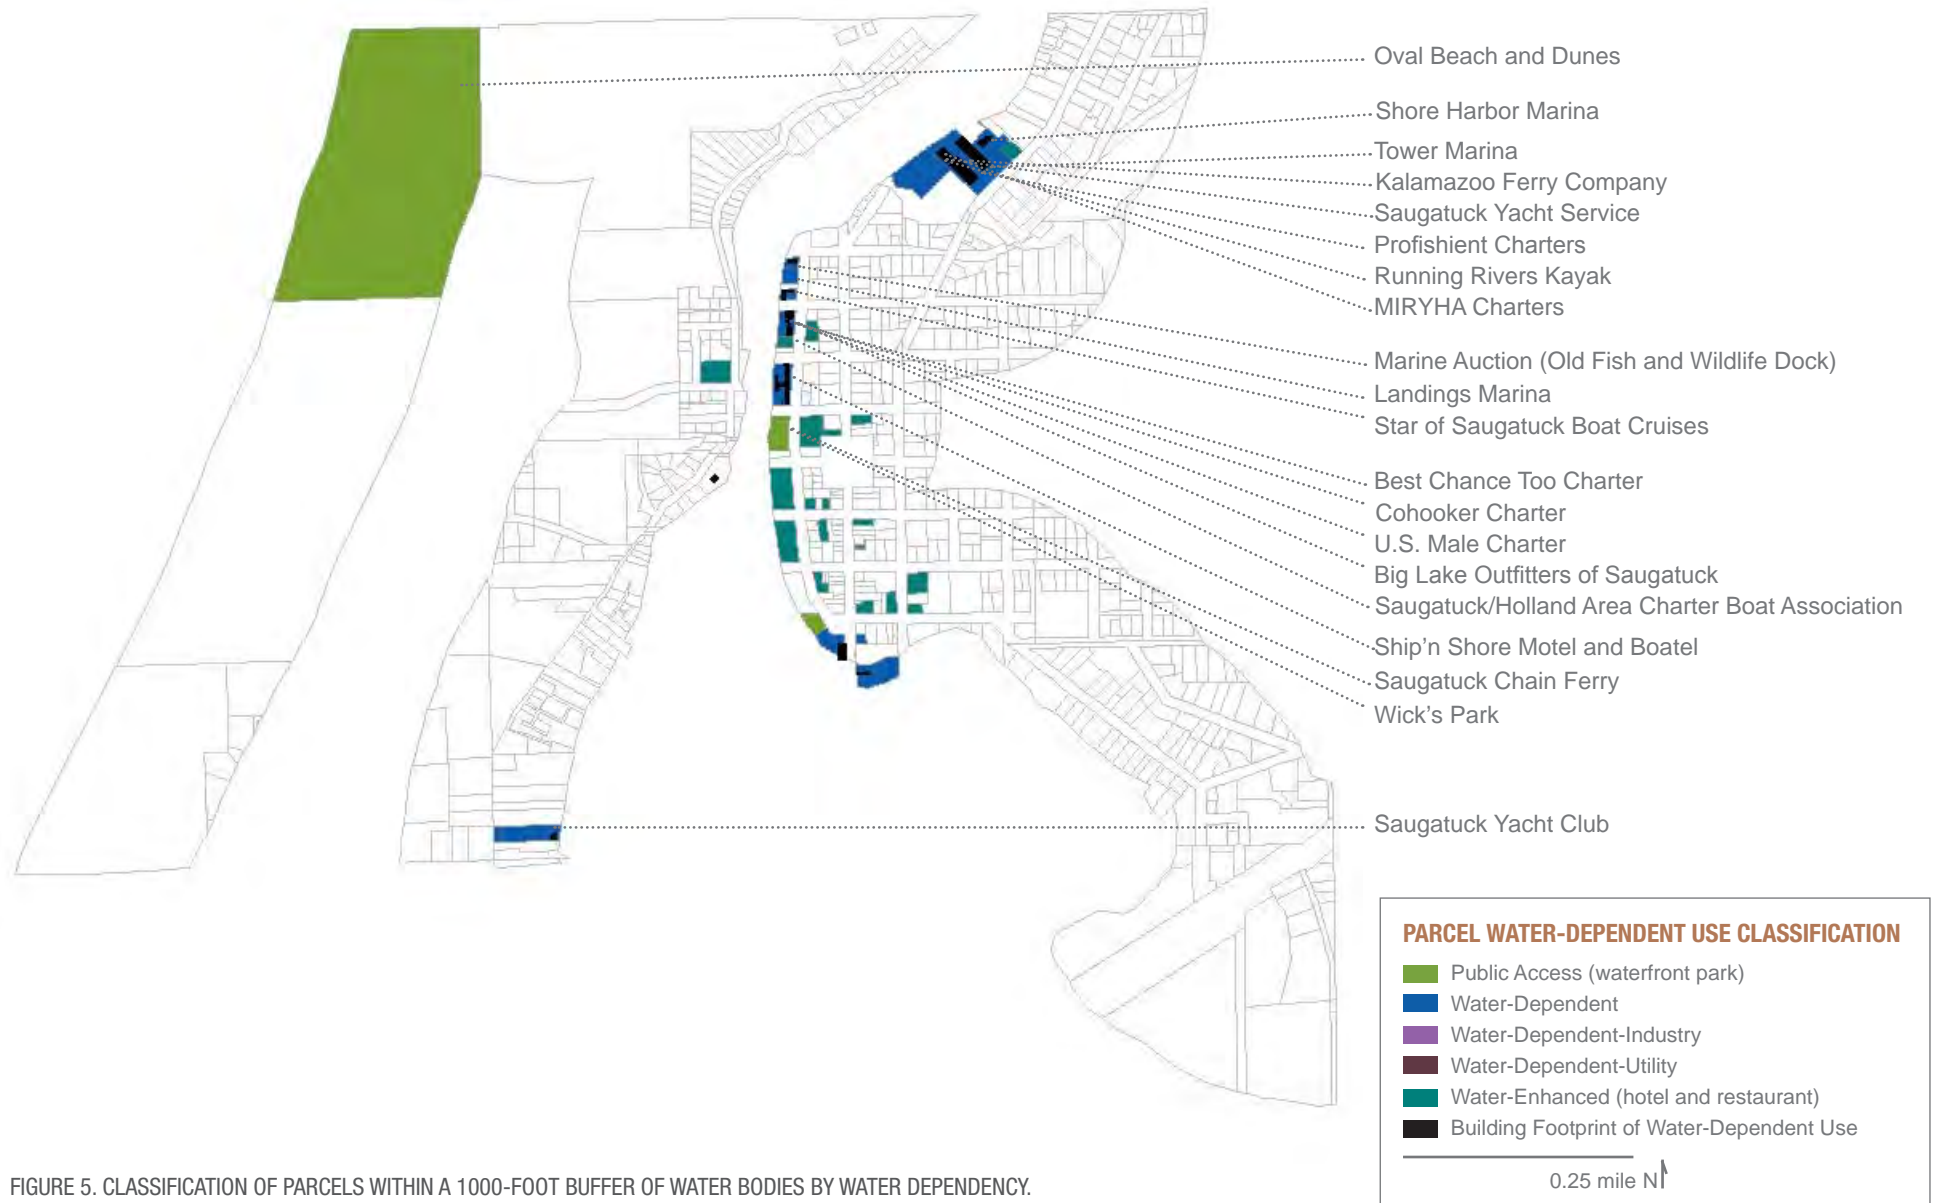 Oval Beach and Dunes
Shore Harbor Marina
Tower Marina
Kalamazoo Ferry Company
Saugatuck Yacht Service
Profishient Charters
Running Rivers Kayak
MIRYHA Charters
Marine Auction (Old Fish and Wildlife Dock)
Landings Marina
Star of Saugatuck Boat Cruises
Best Chance Too Charter
Cohooker Charter
U.S. Male Charter
Big Lake Outfitters of Saugatuck
Saugatuck/Holland Area Charter Boat Association
Ship'n Shore Motel and Boatel
Saugatuck Chain Ferry
Wick's Park
Saugatuck Yacht Club
PARCEL WATER-DEPENDENT USE CLASSIFICATION
Public Access (waterfront park)
Water-Dependent
Water-Dependent-Industry
Water-Dependent-Utility
Water-Enhanced (hotel and restaurant)
Building Footprint of Water-Dependent Use
0.25 mile N
FIGURE 5. CLASSIFICATION OF PARCELS WITHIN A 1000-FOOT BUFFER OF WATER BODIES BY WATER DEPENDENCY.